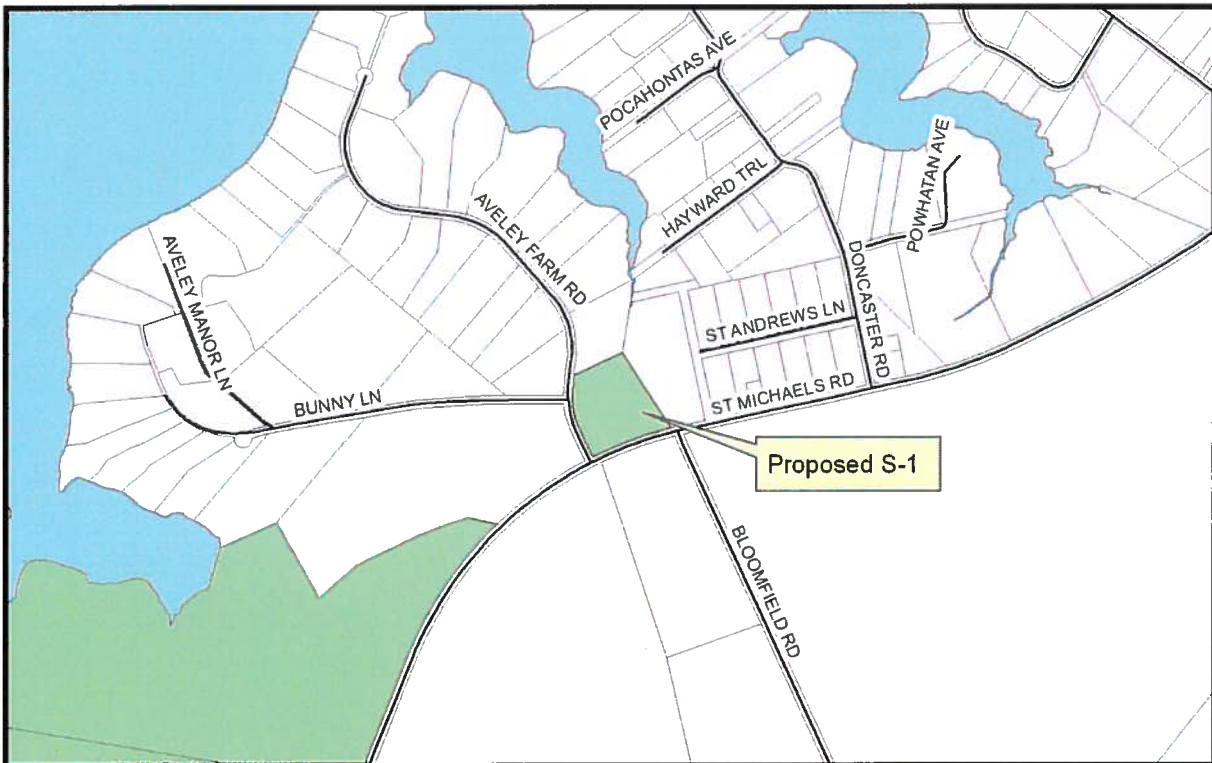 POCAHONTAS AVE
HAYWARD TRL
POWHATAN AVE
AVELEY FARM RD
AVELEY MANOR LN
DONCASTER RD
ST ANDREWS LN
BUNNY LN
ST MICHAELS RD
Proposed S-1
BLOOMFIELD RD